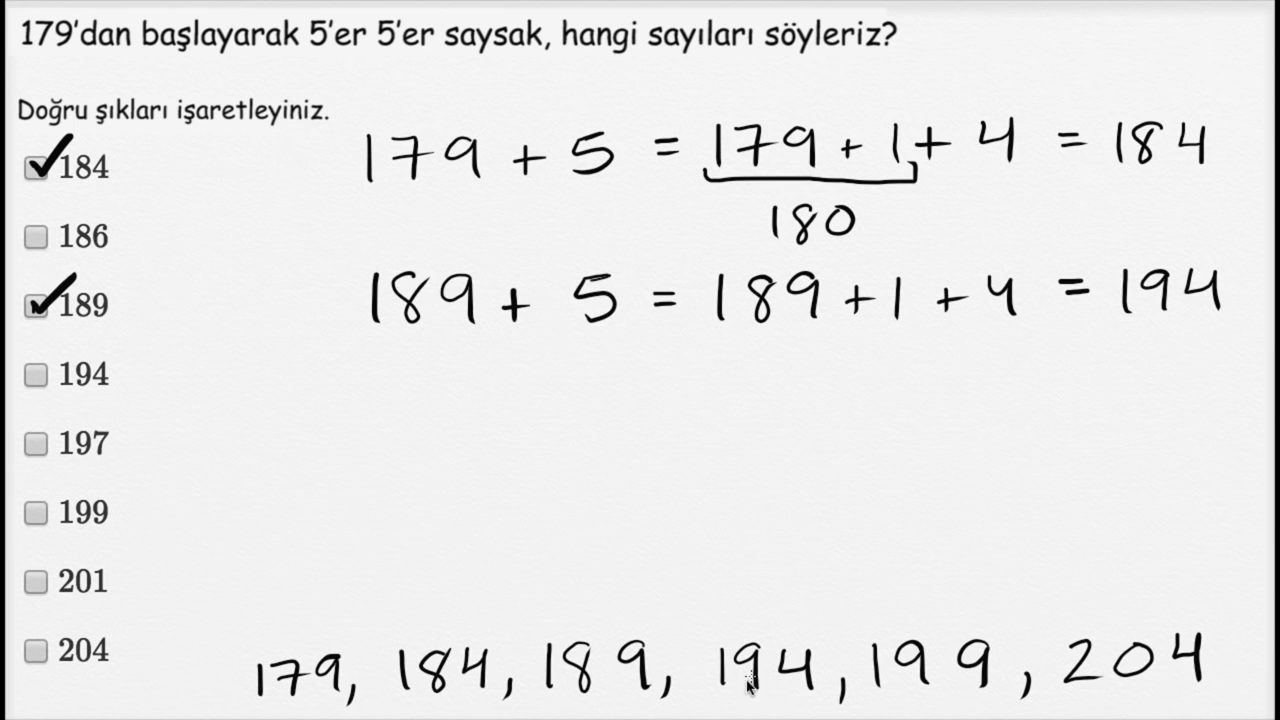 179'dan başlayarak 5'er 5'er saysak, hangi sayıları söyleriz?
Doğru şıkları işaretleyiniz.
184
186
189
194
197
199
201
204
179 + 5 = 179 + 1 + 4 = 184
180
189 + 5 = 189 + 1 + 4 = 194
179, 184, 189, 194, 199, 204